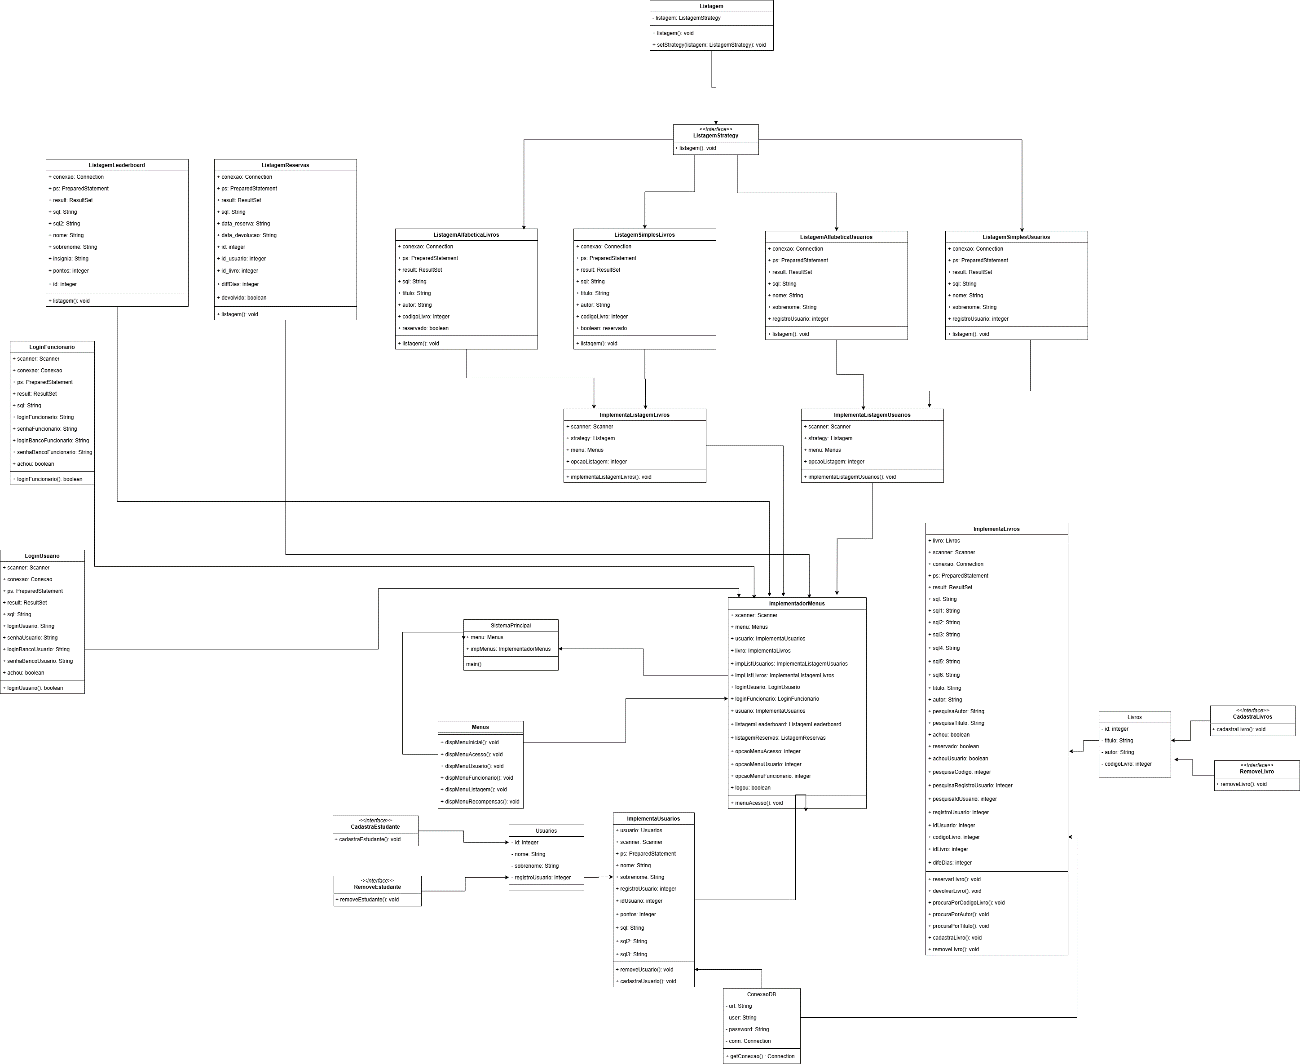 Listagem
- listagem: ListagemStrategy
+ listagem(): void
+ setStrategy(listagem: ListagemStrategy): void
<<Interface>>
ListagemStrategy
+ listagem(): void
ListagemLeaderboard
+ conexao: Connection
+ ps: PreparedStatement
+ result: ResultSet
+ sql: String
+ sql2: String
+ nome: String
+ sobrenome: String
+ insignia: String
+ pontos: integer
+ id: integer
+ listagem(): void
ListagemReservas
+ conexao: Connection
+ ps: PreparedStatement
+ result: ResultSet
+ sql: String
+ data_reserva: String
+ data_devolucao: String
+ id: integer
+ id_usuario: integer
+ id_livro: integer
+ diffDias: integer
+ devolvido: boolean
+ listagem(): void
ListagemAlfabeticaLivros
+ conexao: Connection
+ ps: PreparedStatement
+ result: ResultSet
+ sql: String
+ titulo: String
+ autor: String
+ codigoLivro: integer
+ reservado: boolean
+ listagem(): void
ListagemSimplesLivros
+ conexao: Connection
+ ps: PreparedStatement
+ result: ResultSet
+ sql: String
+ titulo: String
+ autor: String
+ codigoLivro: integer
+ boolean: reservado
+ listagem(): void
ListagemAlfabeticaUsuarios
+ conexao: Connection
+ ps: PreparedStatement
+ result: ResultSet
+ sql: String
+ nome: String
+ sobrenome: String
+ registroUsuario: integer
+ listagem(): void
ListagemSimplesUsuarios
+ conexao: Connection
+ ps: PreparedStatement
+ result: ResultSet
+ sql: String
+ nome: String
+ sobrenome: String
+ registroUsuario: integer
+ listagem(): void
LoginFuncionario
+ scanner: Scanner
+ conexao: Conexao
+ ps: PreparedStatement
+ result: ResultSet
+ sql: String
+ loginFuncionario: String
+ senhaFuncionario: String
+ loginBancoFuncionario: String
+ senhaBancoFuncionario: String
+ achou: boolean
+ loginFuncionario(): boolean
ImplementaListagemLivros
+ scanner: Scanner
+ strategy: Listagem
+ menu: Menus
+ opcaoListagem: integer
+ implementaListagemLivros(): void
ImplementaListagemUsuarios
+ scanner: Scanner
+ strategy: Listagem
+ menu: Menus
+ opcaoListagem: integer
+ implementaListagemUsuarios(): void
LoginUsuario
+ scanner: Scanner
+ conexao: Conexao
+ ps: PreparedStatement
+ result: ResultSet
+ sql: String
+ loginUsuario: String
+ senhaUsuario: String
+ loginBancoUsuario: String
+ senhaBancoUsuario: String
+ achou: boolean
+ loginUsuario(): boolean
SistemaPrincipal
+ menu: Menus
+ impMenus: ImplementadorMenus
main()
ImplementadorMenus
+ scanner: Scanner
+ menu: Menus
+ usuario: ImplementaUsuarios
+ livro: ImplementaLivros
+ impListUsuarios: ImplementaListagemUsuarios
+ impListLivros: ImplementaListagemLivros
+ loginUsuario: LoginUsuario
+ loginFuncionario: LoginFuncionario
+ usuario: ImplementaUsuarios
+ listagemLeaderboard: ListagemLeaderboard
+ listagemReservas: ListagemReservas
+ opcaoMenuAcesso: integer
+ opcaoMenuUsuario: integer
+ opcaoMenuFuncionario: integer
+ logou: boolean
+ menuAcesso(): void
Menus
+ dispMenuInicial(): void
+ dispMenuAcesso(): void
+ dispMenuUsuario(): void
+ dispMenuFuncionario(): void
+ dispMenuListagem(): void
+ dispMenuRecompensas(): void
ImplementaLivros
+ livro: Livros
+ scanner: Scanner
+ conexao: Connection
+ ps: PreparedStatement
+ result: ResultSet
+ sql: String
+ sql1: String
+ sql2: String
+ sql3: String
+ sql4: String
+ sql5: String
+ sql6: String
+ titulo: String
+ autor: String
+ pesquisaAutor: String
+ pesquisaTitulo: String
+ achou: boolean
+ reservado: boolean
+ achouUsuario: boolean
+ pesquisaCodigo: integer
+ pesquisaRegistroUsuario: integer
+ pesquisaIdUsuario: integer
+ registroUsuario: integer
+ idUsuario: integer
+ codigoLivro: integer
+ idLivro: integer
+ difeDias: integer
+ reservarLivro(): void
+ devolverLivro(): void
+ procuraPorCodigoLivro(): void
+ procuraPorAutor(): void
+ procuraPorTitulo(): void
+ cadastraLivro(): void
+ removeLivro(): void
Livros
- id: integer
- titulo: String
- autor: String
- codigoLivro: integer
<<Interface>>
CadastraLivros
+ cadastraLivro(): void
<<Interface>>
RemoveLivro
+ removeLivro(): void
<<Interface>>
CadastraEstudante
+ cadastraEstudante(): void
<<Interface>>
RemoveEstudante
+ removeEstudante(): void
Usuarios
- id: integer
- nome: String
- sobrenome: String
- registroUsuario: integer
ImplementaUsuarios
+ usuario: Usuarios
+ scanner: Scanner
+ ps: PreparedStatement
+ nome: String
+ sobrenome: String
+ registroUsuario: integer
+ idUsuario: integer
+ pontos: integer
+ sql: String
+ sql2: String
+ sql3: String
+ removeUsuario(): void
+ cadastraUsuario(): void
ConexaoDB
- url: String
- user: String
- password: String
- conn: Connection
+ getConexao() : Connection